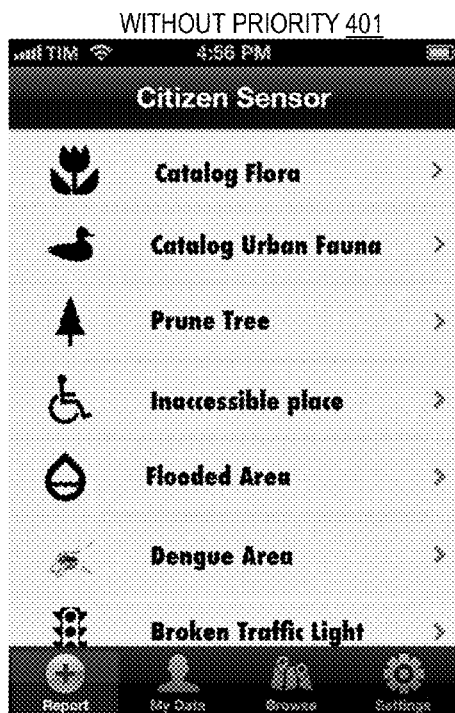 WITHOUT PRIORITY 401
TIM 4:56 PM
Citizen Sensor
Catalog Flora
Catalog Urban Fauna
Prune Tree
Inaccessible place
Flooded Area
Dengue Area
Broken Traffic Light
Report My Data Browse Settings